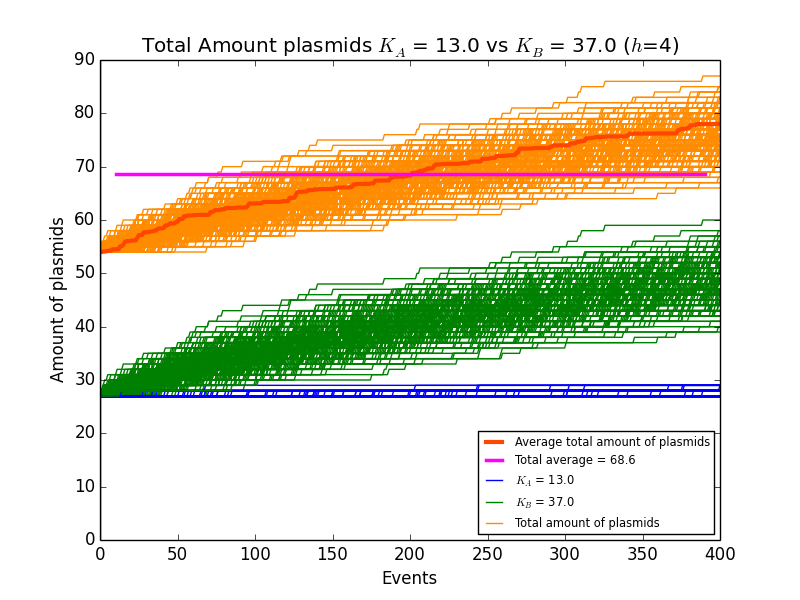 Total Amount plasmids K_A = 13.0 vs K_B = 37.0 (h=4)
90
80
70
60
50
40
30
20
10
0
Amount of plasmids
Average total amount of plasmids
Total average = 68.6
K_A = 13.0
K_B = 37.0
Total amount of plasmids
0 50 100 150 200 250 300 350 400
Events